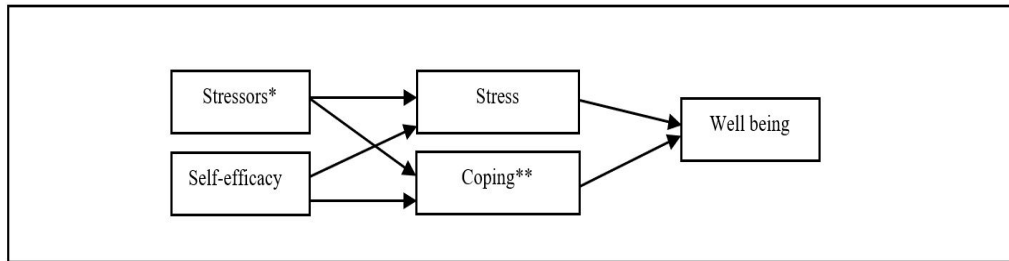 Stressors*
Stress
Well being
Self-efficacy
Coping**